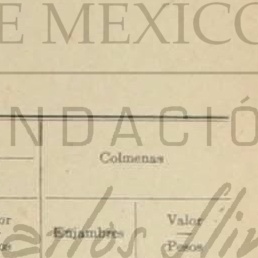 E MEXICO
NDACIÓ
Colmenas
Enjambres
Valor
Pesos